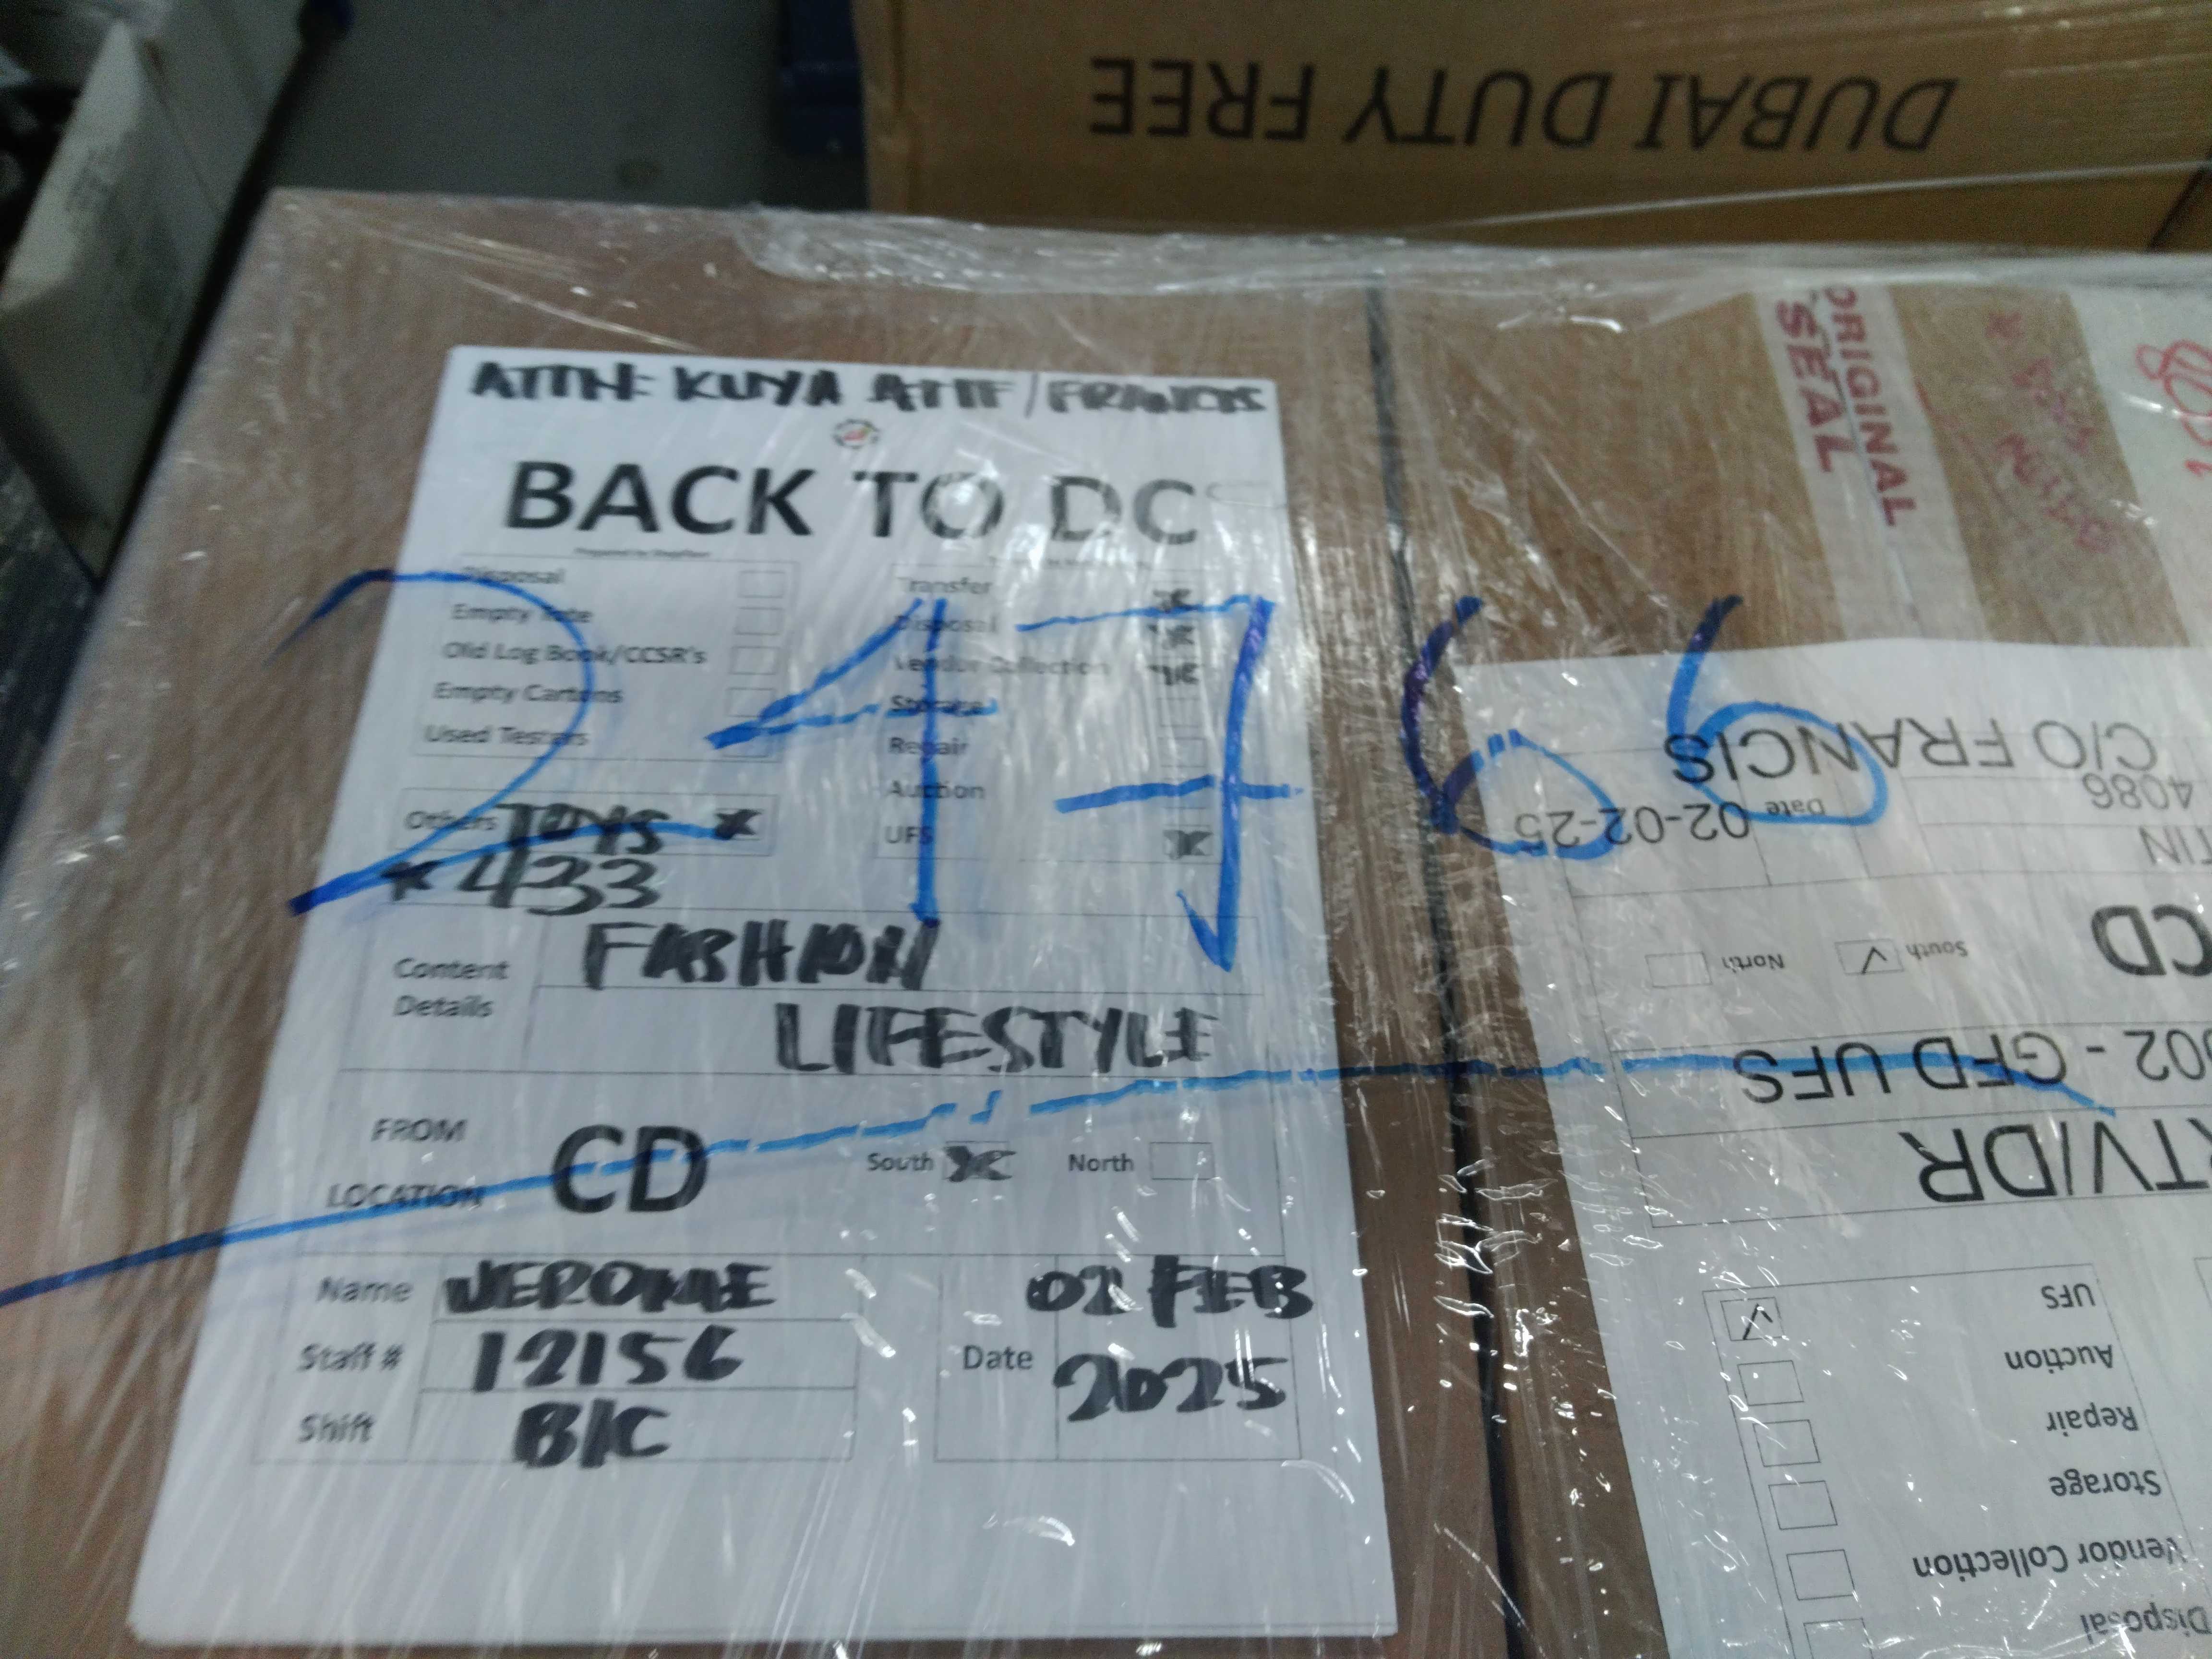 DUBAI DUTY FREE
ATTN: KUYA ATIF / FRANCIS
BACK TO DC
Disposal
Empty Tote
Old Log Book/CCSR's
Empty Cartons
Used Testers
Others TOYS
* 433
Transfer
Disposal
Vendor Collection
Storage
Repair
Auction
UFS
21766
Content Details
FASHION
LIFESTYLE
FROM
LOCATION
CD
South
North
Name JEROME
Staff # 12156
Shift B/C
Date 02 FEB
2025
ORIGINAL
SEAL
C/O FRANCIS
4086
Date
02-02-25
CD
South
North
02 - GFD UFS
RTV/DR
UFS
Auction
Repair
Storage
Vendor Collection
Disposal